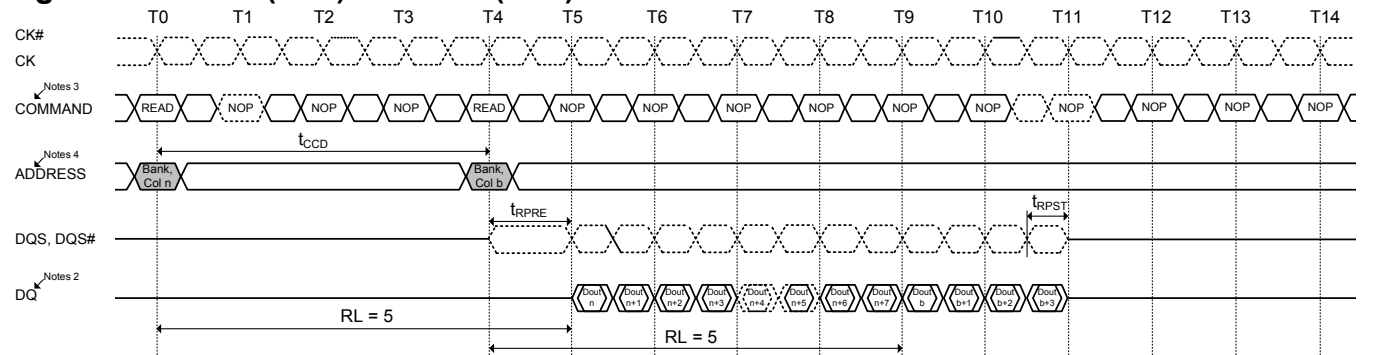 T0 T1 T2 T3 T4 T5 T6 T7 T8 T9 T10 T11 T12 T13 T14
CK#
CK
Notes 3
COMMAND READ NOP NOP NOP READ NOP NOP NOP NOP NOP NOP NOP NOP NOP NOP
tCCD
Notes 4
ADDRESS
Bank, Col n
Bank, Col b
tRPRE
tRPST
DQS, DQS#
Notes 2
DQ
Dout n
Dout n+1
Dout n+2
Dout n+3
Dout n+4
Dout n+5
Dout n+6
Dout n+7
Dout b
Dout b+1
Dout b+2
Dout b+3
RL = 5
RL = 5